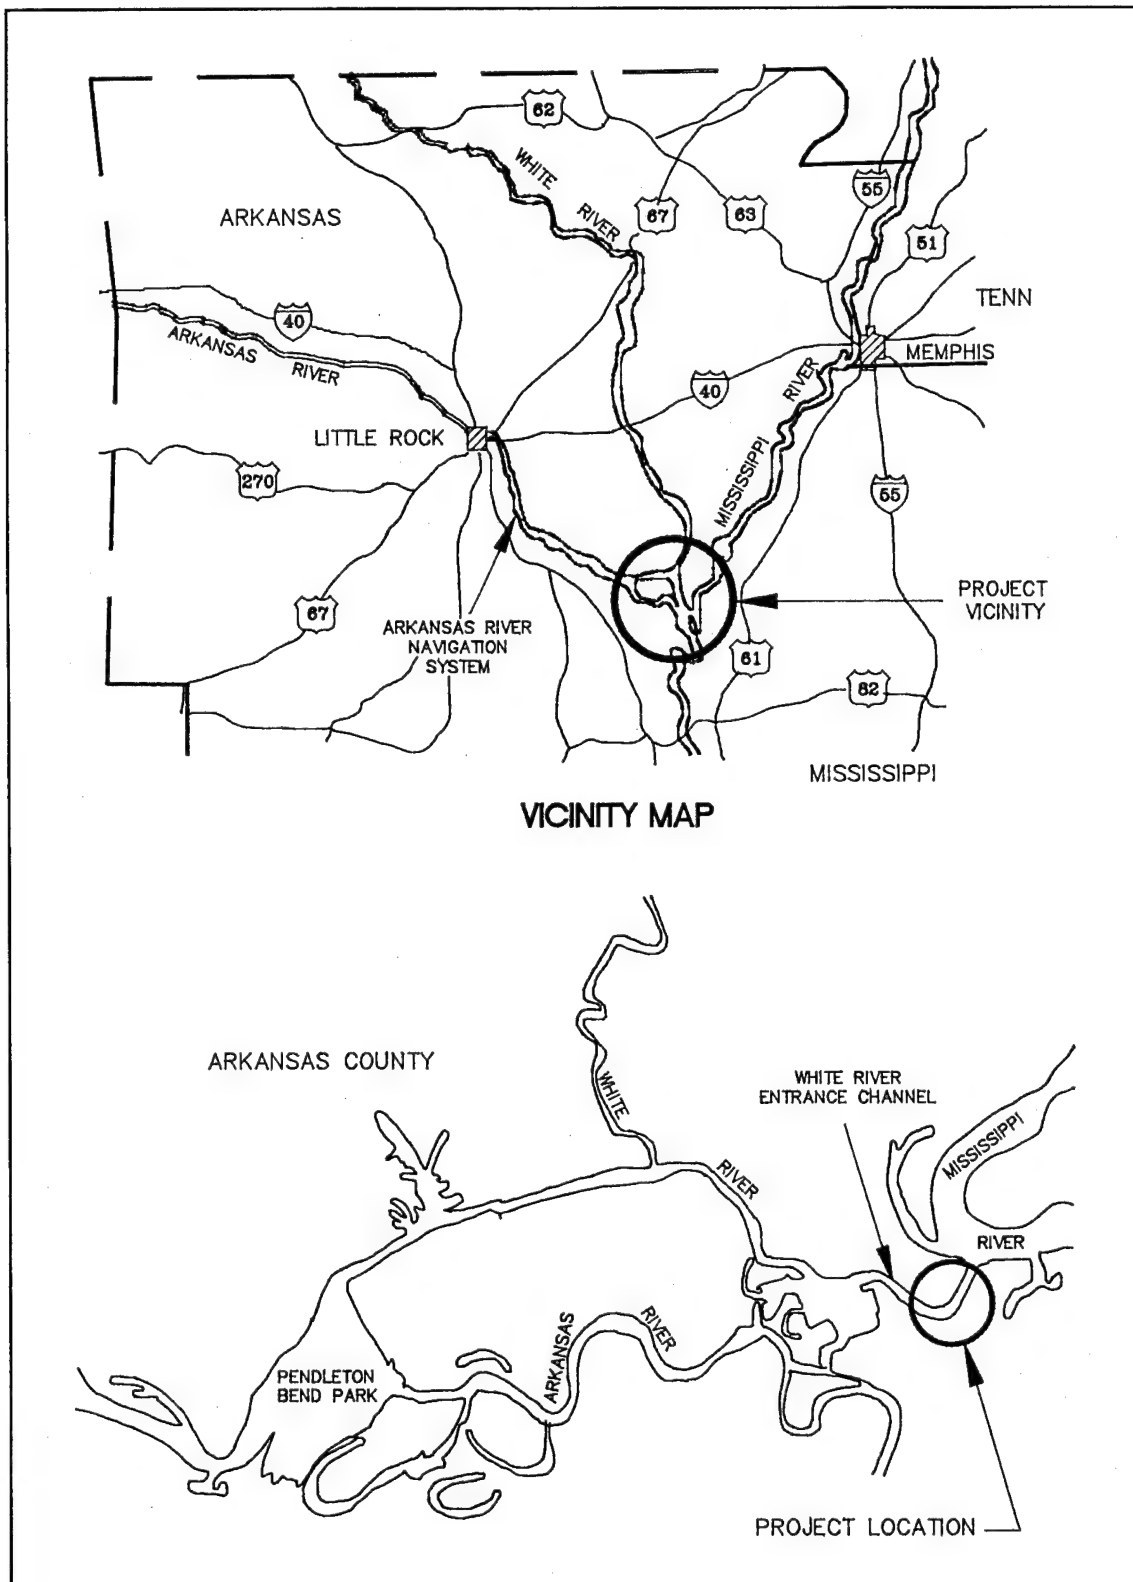 62
WHITE
RIVER
67
63
55
51
ARKANSAS
TENN
40
ARKANSAS
RIVER
MEMPHIS
RIVER
40
LITTLE ROCK
MISSISSIPPI
270
55
PROJECT
VICINITY
67
ARKANSAS RIVER
NAVIGATION
SYSTEM
61
82
MISSISSIPPI
VICINITY MAP
ARKANSAS COUNTY
WHITE
RIVER
WHITE RIVER
ENTRANCE CHANNEL
MISSISSIPPI
RIVER
ARKANSAS
RIVER
PENDLETON
BEND PARK
PROJECT LOCATION